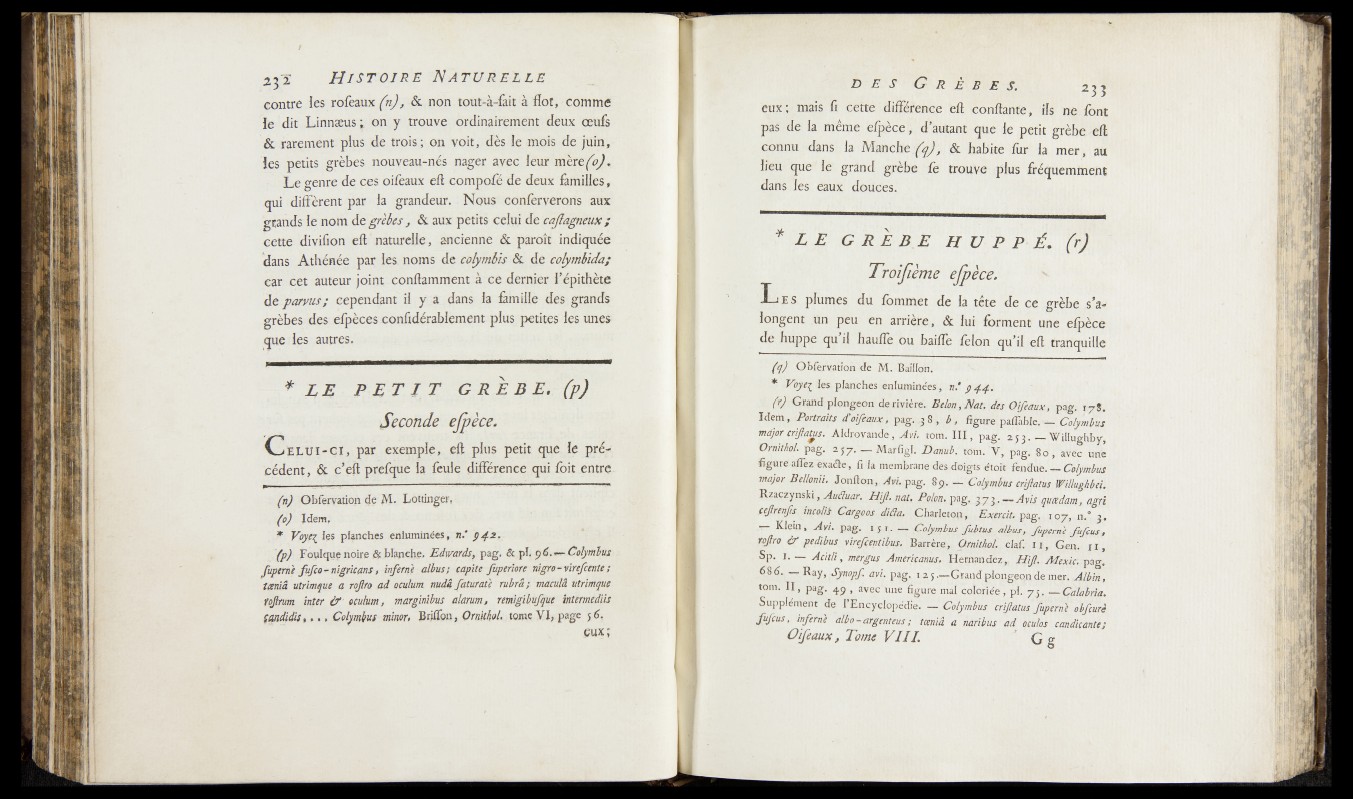 232 HISTOIRE NATURELLE
contre les roſeaux (n), & non tout-à-fait à flot, comme
le dit Linnæus; on y trouve ordinairement deux œufs
& rarement plus de trois; on voit, dès le mois de juin,
les petits grèbes nouveau-nés nager avec leur mère (o).
Le genre de ces oiſeaux eſt compoſé de deux familles,
qui diffèrent par la grandeur. Nous conſerverons aux
grands le nom de grèbes, & aux petits celui de caſtagneux;
cette diviſion eſt naturelle, ancienne & paroît indiquée
dans Athénée par les noms de colymbis & de colymbida;
car cet auteur joint conſtamment à ce dernier l'épithète
de parvus; cependant il y a dans la famille des grands
grèbes des eſpèces conſidérablement plus petites les unes
que les autres.
* LE PETIT GRÈBE. (p)
Seconde eſpèce.
CELUI-CI, par exemple, eſt plus petit que le pré-
cédent, & c'eſt preſque la ſeule différence qui ſoit entre
(n) Obſervation de M. Lottinger.
(o) Idem.
* Voyez les planches enluminées, n.° 942.
(p) Foulque noire & blanche. Edwards, pag. & pl. 96. — Colymbus
ſupernè fuſco-nigricans, infernè albus; capite ſuperiore nigro-vireſcente;
tæniâ utrimque a roſtro ad oculum nudâ ſaturatè rubrâ; maculâ utrimque
roſtrum inter & oculum, marginibus alarum, remigibuſque intermediis
candidis, . . . Colymbus minor. Briſſon, Ornithol. tome VI, page 56.
eux;
DES GRÈBES. 233
eux; mais ſi cette différence eſt conſtante, ils ne ſont
pas de la même eſpèce, d'autant que le petit grèbe eſt
connu dans la Manche (q), & habite ſur la mer, au
lieu que le grand grèbe ſe trouve plus fréquemment
dans les eaux douces.
* LE GRÈBE HUPPÉ. (r)
Troiſième eſpèce.
LES plumes du ſommet de la tête de ce grèbe s'a-
longent un peu en arrière, & lui forment une eſpèce
de huppe qu'il hauſſe ou baiſſe ſelon qu'il eſt tranquille
(q) Obſervation de M. Baillon.
* Voyez les planches enluminées, n.° 944.
(r) Grand plongeon de rivière. Belon, Nat. des Oiſeaux, pag. 178.
Idem, Portraits d'oiſeaux, pag. 38, b, figure paſſable. — Colymbus
major criſtatus. Aldrovande, Avi. tom. III, pag. 253. — Willughby,
Ornithol. pag. 257. — Marſigl. Danub. tom. V, pag. 80, avec une
figure aſſez exacte, ſi la membrane des doigts étoit fendue. — Colymbus
major Bellonii. Jonſton, Avi. pag. 89. — Colymbus criſtatus Willughbei.
Rzaczynski, Auctuar. Hiſt. nat. Polon. pag. 373. — Avis quædam, agri
ceſtrenſis incolis Cargoos dicta. Charleton, Exercit. pag. 107, n.° 3.
— Klein, Avi. pag. 151. — Colymbus ſubtus albus, ſupernè fuſcus,
roſtro & pedibus vireſcentibus. Barrère, Ornithol. claſ. II, Gen. II,
Sp. I. — Acitli, mergus Americanus. Hernandez, Hiſt. Mexic. pag.
686. — Ray, Synopſ. avi. pag. 125. — Grand plongeon de mer. Albin,
tom. II, pag. 49, avec une figure mal coloriée, pl. 75. — Calabria.
Supplément de l'Encyclopédie. — Colymbus criſtatus ſupernè obſcurè
fuſcus, infernè albo-argenteus; tæniâ a naribus ad oculos candicante;
Oiſeaux, Tome VIII. Gg